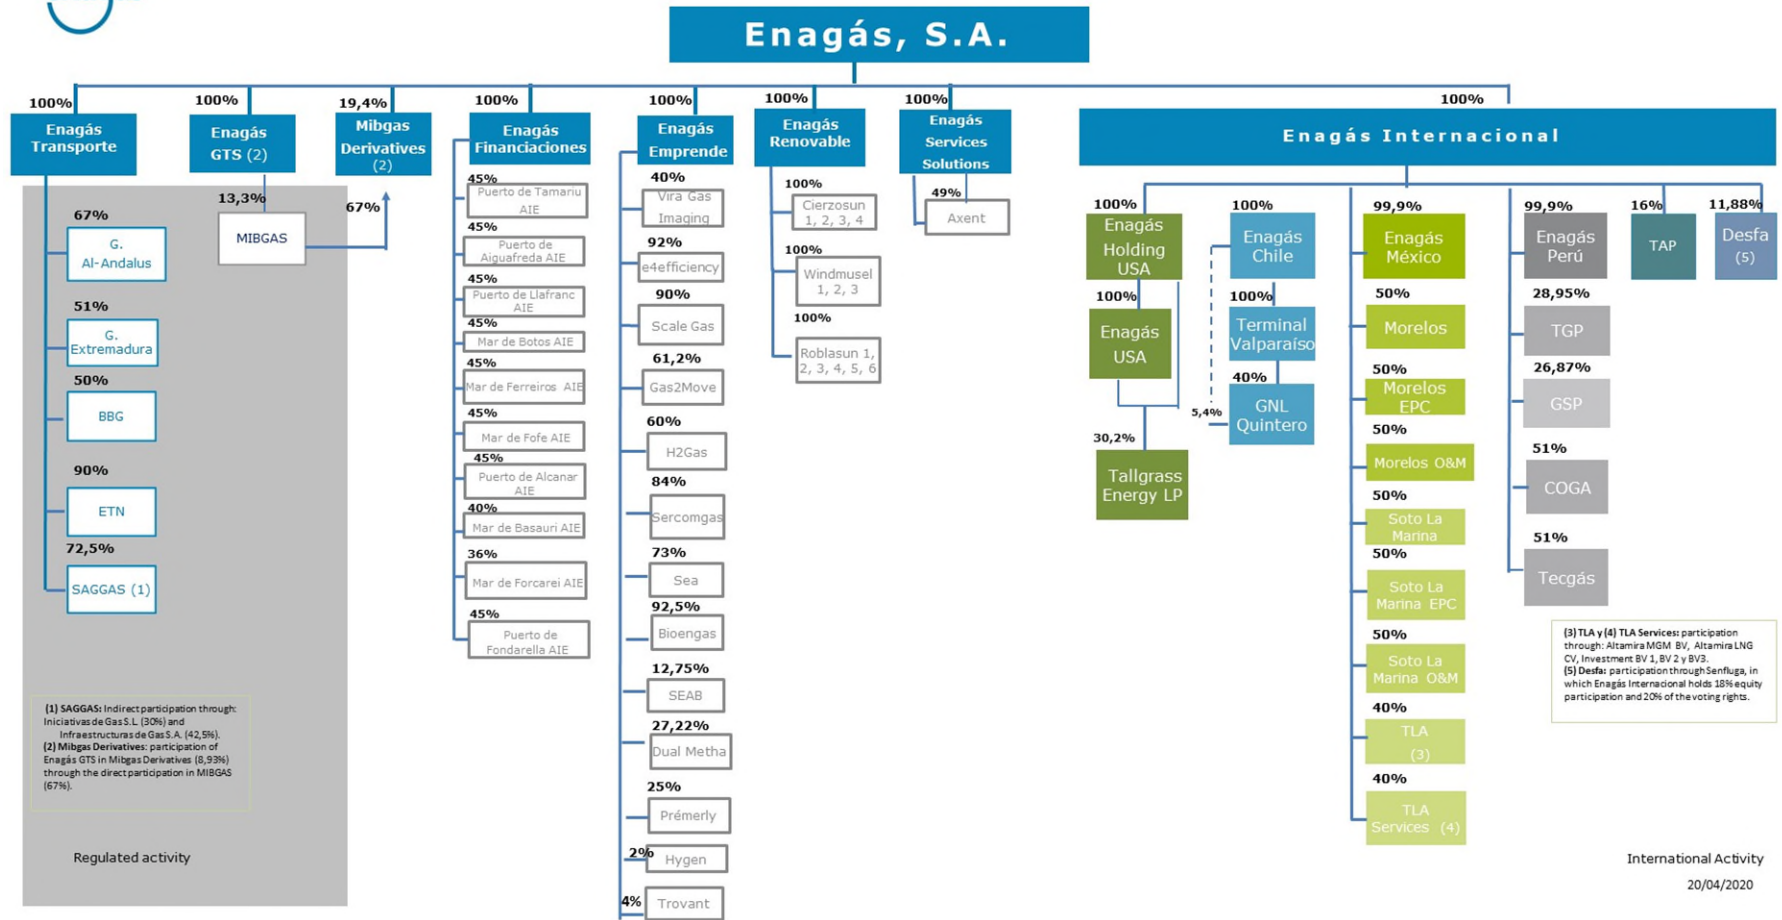 Enagás, S.A.
100%
Enagás
Transporte
67%
G.
Al-Andalus
51%
G.
Extremadura
50%
BBG
90%
ETN
72,5%
SAGGAS (1)
(1) SAGGAS: Indirect participation through:
Iniciativas de Gas S.L. (30%) and
Infraestructuras de Gas S.A. (42,5%).
(2) Mibgas Derivatives: participation of
Enagás GTS in Mibgas Derivatives (8,93%)
through the direct participation in MIBGAS
(67%).
Regulated activity
100%
Enagás
GTS (2)
13,3%
MIBGAS
67%
19,4%
Mibgas
Derivatives
(2)
100%
Enagás
Financiaciones
45%
Puerto de Tamariu
AIE
45%
Puerto de
Aiguafreda AIE
45%
Puerto de Llafranc
AIE
45%
Mar de Botos AIE
45%
Mar de Ferreiros AIE
45%
Mar de Fofe AIE
45%
Puerto de Alcanar
AIE
40%
Mar de Basauri AIE
36%
Mar de Forcarei AIE
45%
Puerto de
Fondarella AIE
100%
Enagás
Emprende
40%
Vira Gas
Imaging
92%
e4efficiency
90%
Scale Gas
61,2%
Gas2Move
60%
H2Gas
84%
Sercomgas
73%
Sea
92,5%
Bioengas
12,75%
SEAB
27,22%
Dual Metha
25%
Prémerly
2%
Hygen
4%
Trovant
100%
Enagás
Renovable
100%
Cierzosun
1, 2, 3, 4
100%
Windmusel
1, 2, 3
100%
Roblasun 1,
2, 3, 4, 5, 6
100%
Enagás
Services
Solutions
49%
Axent
100%
Enagás Internacional
100%
Enagás
Holding
USA
100%
Enagás
USA
30,2%
Tallgrass
Energy LP
100%
Enagás
Chile
100%
Terminal
Valparaíso
40%
5,4%
GNL
Quintero
99,9%
Enagás
México
50%
Morelos
50%
Morelos
EPC
50%
Morelos O&M
50%
Soto La
Marina
50%
Soto La
Marina EPC
50%
Soto La
Marina O&M
40%
TLA
(3)
40%
TLA
Services (4)
99,9%
Enagás
Perú
28,95%
TGP
26,87%
GSP
51%
COGA
51%
Tecgás
16%
TAP
11,88%
Desfa
(5)
(3) TLA y (4) TLA Services: participation
through: Altamira MGM BV, Altamira LNG
CV, Investment BV 1, BV 2 y BV3.
(5) Desfa: participation through Senfluga, in
which Enagás Internacional holds 18% equity
participation and 20% of the voting rights.
International Activity
20/04/2020